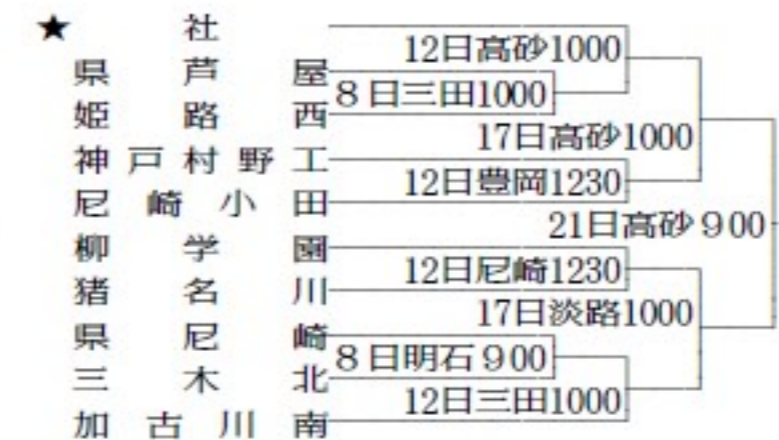 ★ 社
12日高砂1000
県芦屋
8日三田1000
姫路西
17日高砂1000
神戸村野工
12日豊岡1230
尼崎小田
21日高砂900
柳学園
12日尼崎1230
猪名川
17日淡路1000
県尼崎
8日明石900
三木北
12日三田1000
加古川南